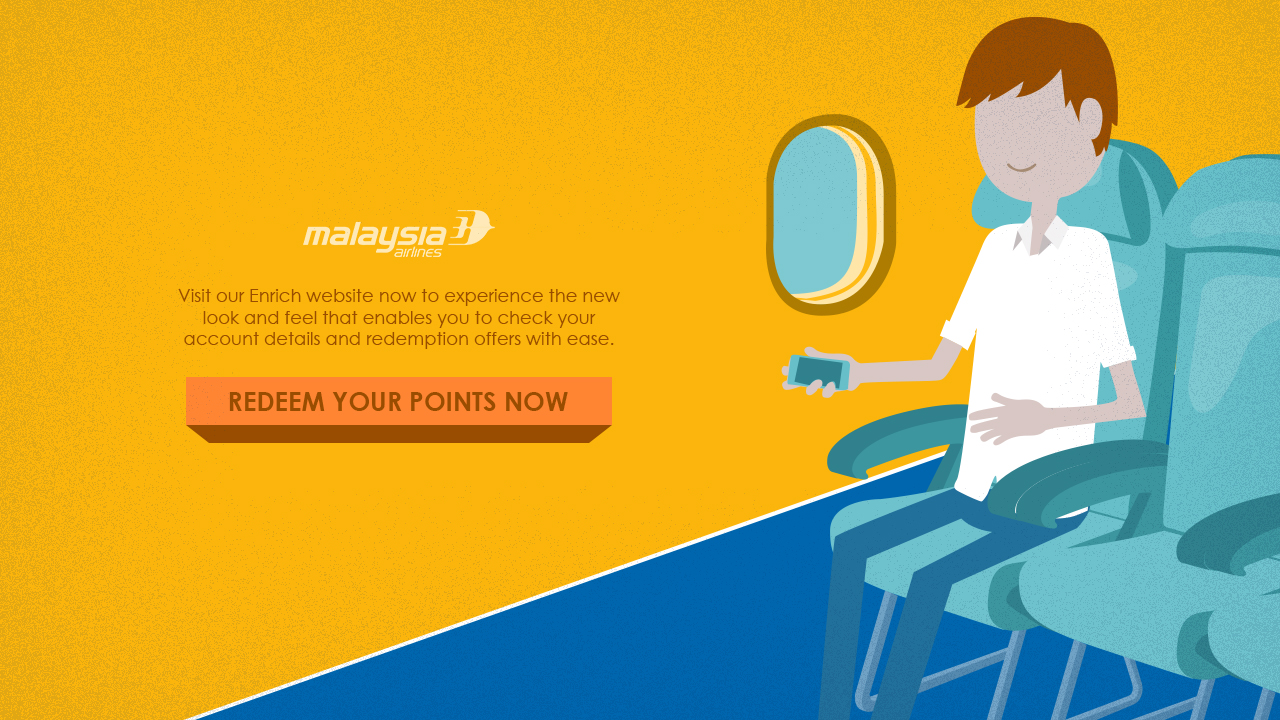 malaysia
airlines
Visit our Enrich website now to experience the new
look and feel that enables you to check your
account details and redemption offers with ease.
REDEEM YOUR POINTS NOW